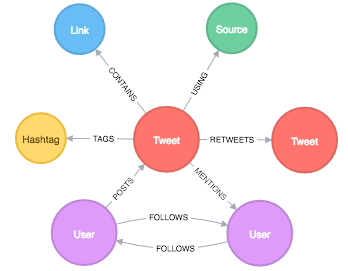 Link
Source
CONTAINS
USING
Hashtag
TAGS
Tweet
RETWEETS
Tweet
POSTS
MENTIONS
User
FOLLOWS
FOLLOWS
User